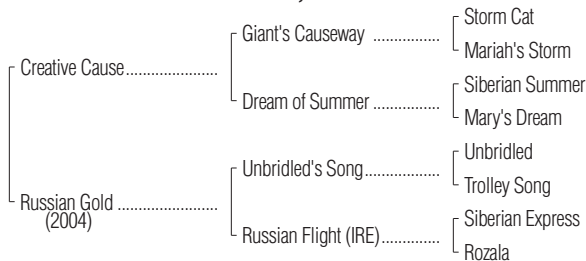 Storm Cat
Giant's Causeway ................
Mariah's Storm
Creative Cause......................
Siberian Summer
Dream of Summer ................
Mary's Dream
Unbridled
Unbridled's Song..................
Trolley Song
Russian Gold ........................
(2004)
Siberian Express
Russian Flight (IRE)..............
Rozala